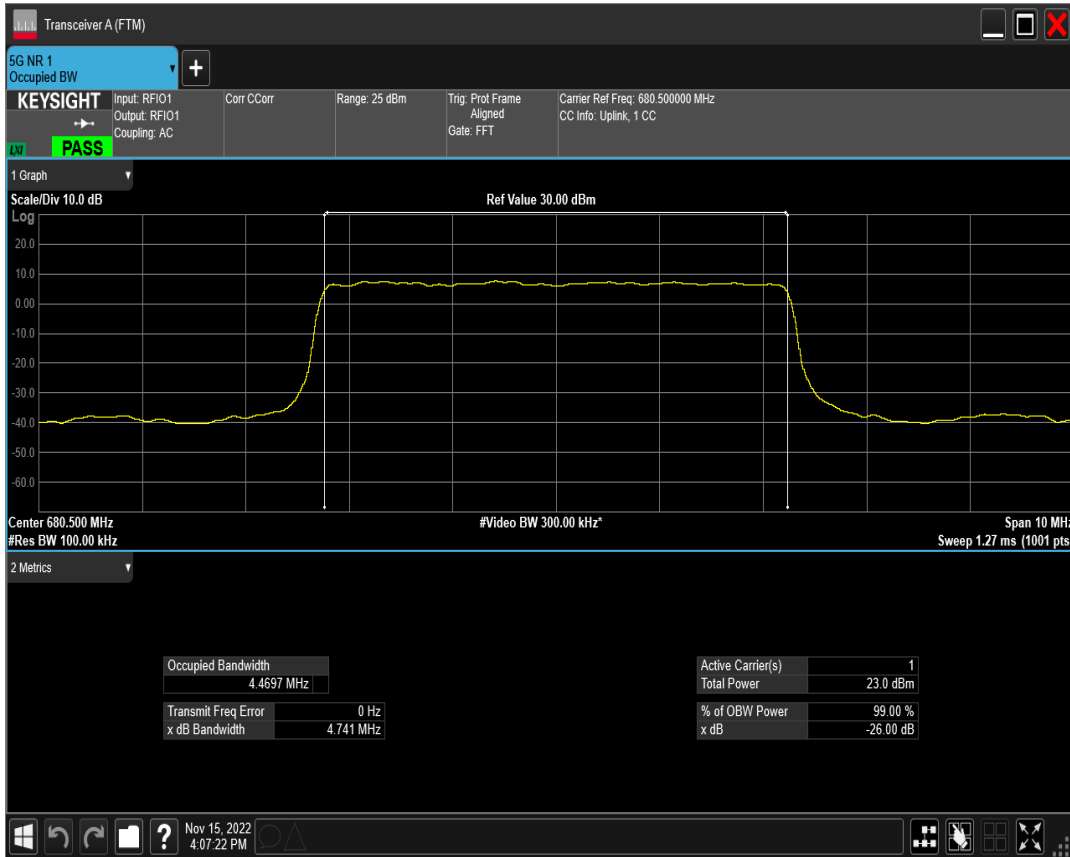 Transceiver A (FTM)
5G NR 1
Occupied BW
+
KEYSIGHT
LXI
PASS
Input: RFIO1
Output: RFIO1
Coupling: AC
Corr CCorr
Range: 25 dBm
Trig: Prot Frame
Aligned
Gate: FFT
Carrier Ref Freq: 680.500000 MHz
CC Info: Uplink, 1 CC
1 Graph
Scale/Div 10.0 dB
Ref Value 30.00 dBm
Log
20.0
10.0
0.00
-10.0
-20.0
-30.0
-40.0
-50.0
-60.0
Center 680.500 MHz
#Video BW 300.00 kHz*
Span 10 MHz
#Res BW 100.00 kHz
Sweep 1.27 ms (1001 pts
2 Metrics
Occupied Bandwidth
4.4697 MHz
Transmit Freq Error 0 Hz
x dB Bandwidth 4.741 MHz
Active Carrier(s) 1
Total Power 23.0 dBm
% of OBW Power 99.00 %
x dB -26.00 dB
?
Nov 15, 2022
4:07:22 PM